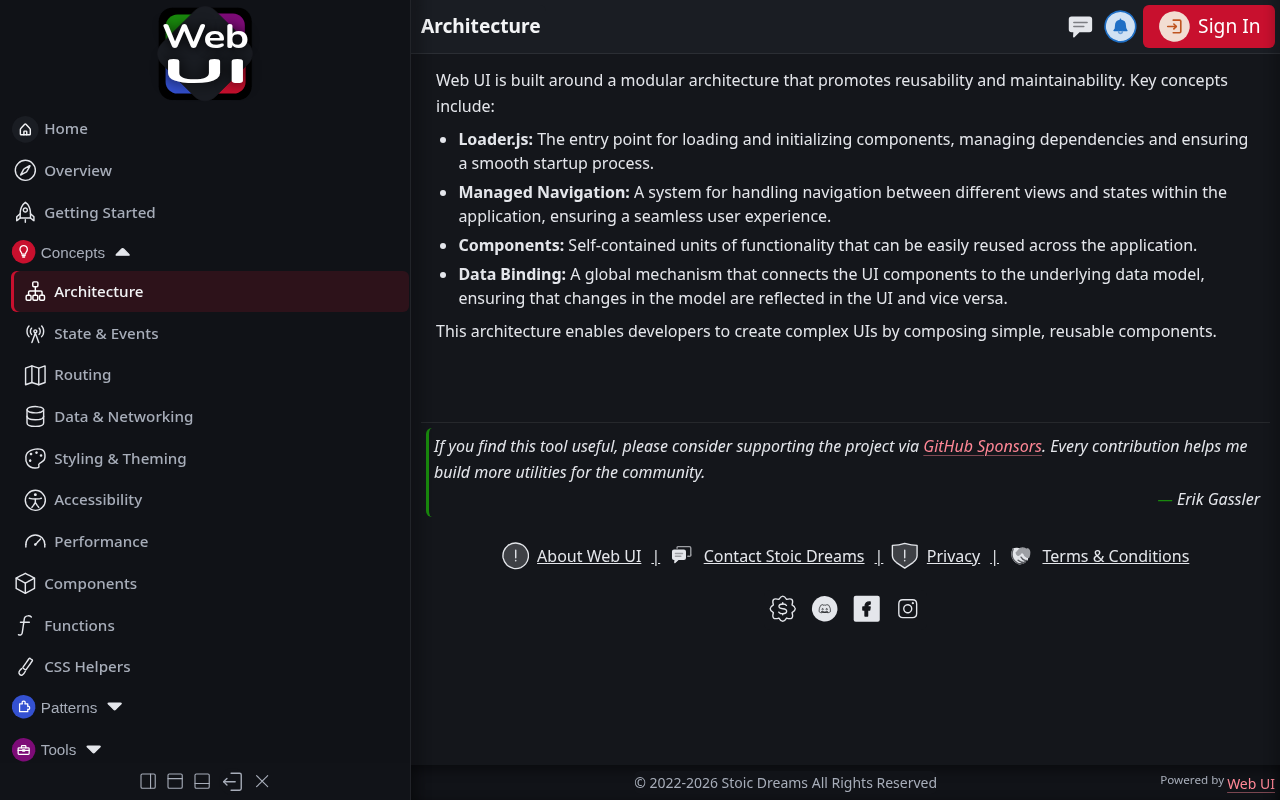 Web
UI
Home
Overview
Getting Started
Concepts
Architecture
State & Events
Routing
Data & Networking
Styling & Theming
Accessibility
Performance
Components
Functions
CSS Helpers
Patterns
Tools
Architecture
Sign In
Web UI is built around a modular architecture that promotes reusability and maintainability. Key concepts
include:
• Loader.js: The entry point for loading and initializing components, managing dependencies and ensuring
a smooth startup process.
• Managed Navigation: A system for handling navigation between different views and states within the
application, ensuring a seamless user experience.
• Components: Self-contained units of functionality that can be easily reused across the application.
• Data Binding: A global mechanism that connects the UI components to the underlying data model,
ensuring that changes in the model are reflected in the UI and vice versa.
This architecture enables developers to create complex UIs by composing simple, reusable components.
If you find this tool useful, please consider supporting the project via GitHub Sponsors. Every contribution helps me
build more utilities for the community.
— Erik Gassler
About Web UI | Contact Stoic Dreams | Privacy | Terms & Conditions
© 2022-2026 Stoic Dreams All Rights Reserved
Powered by Web UI